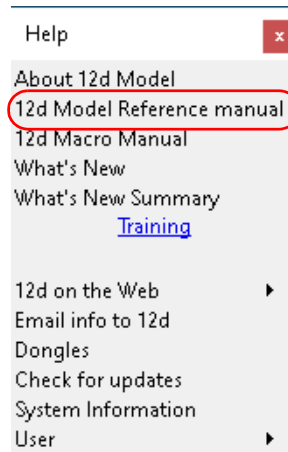 Help
x
About 12d Model
12d Model Reference manual
12d Macro Manual
What's New
What's New Summary
Training
12d on the Web
Email info to 12d
Dongles
Check for updates
System Information
User